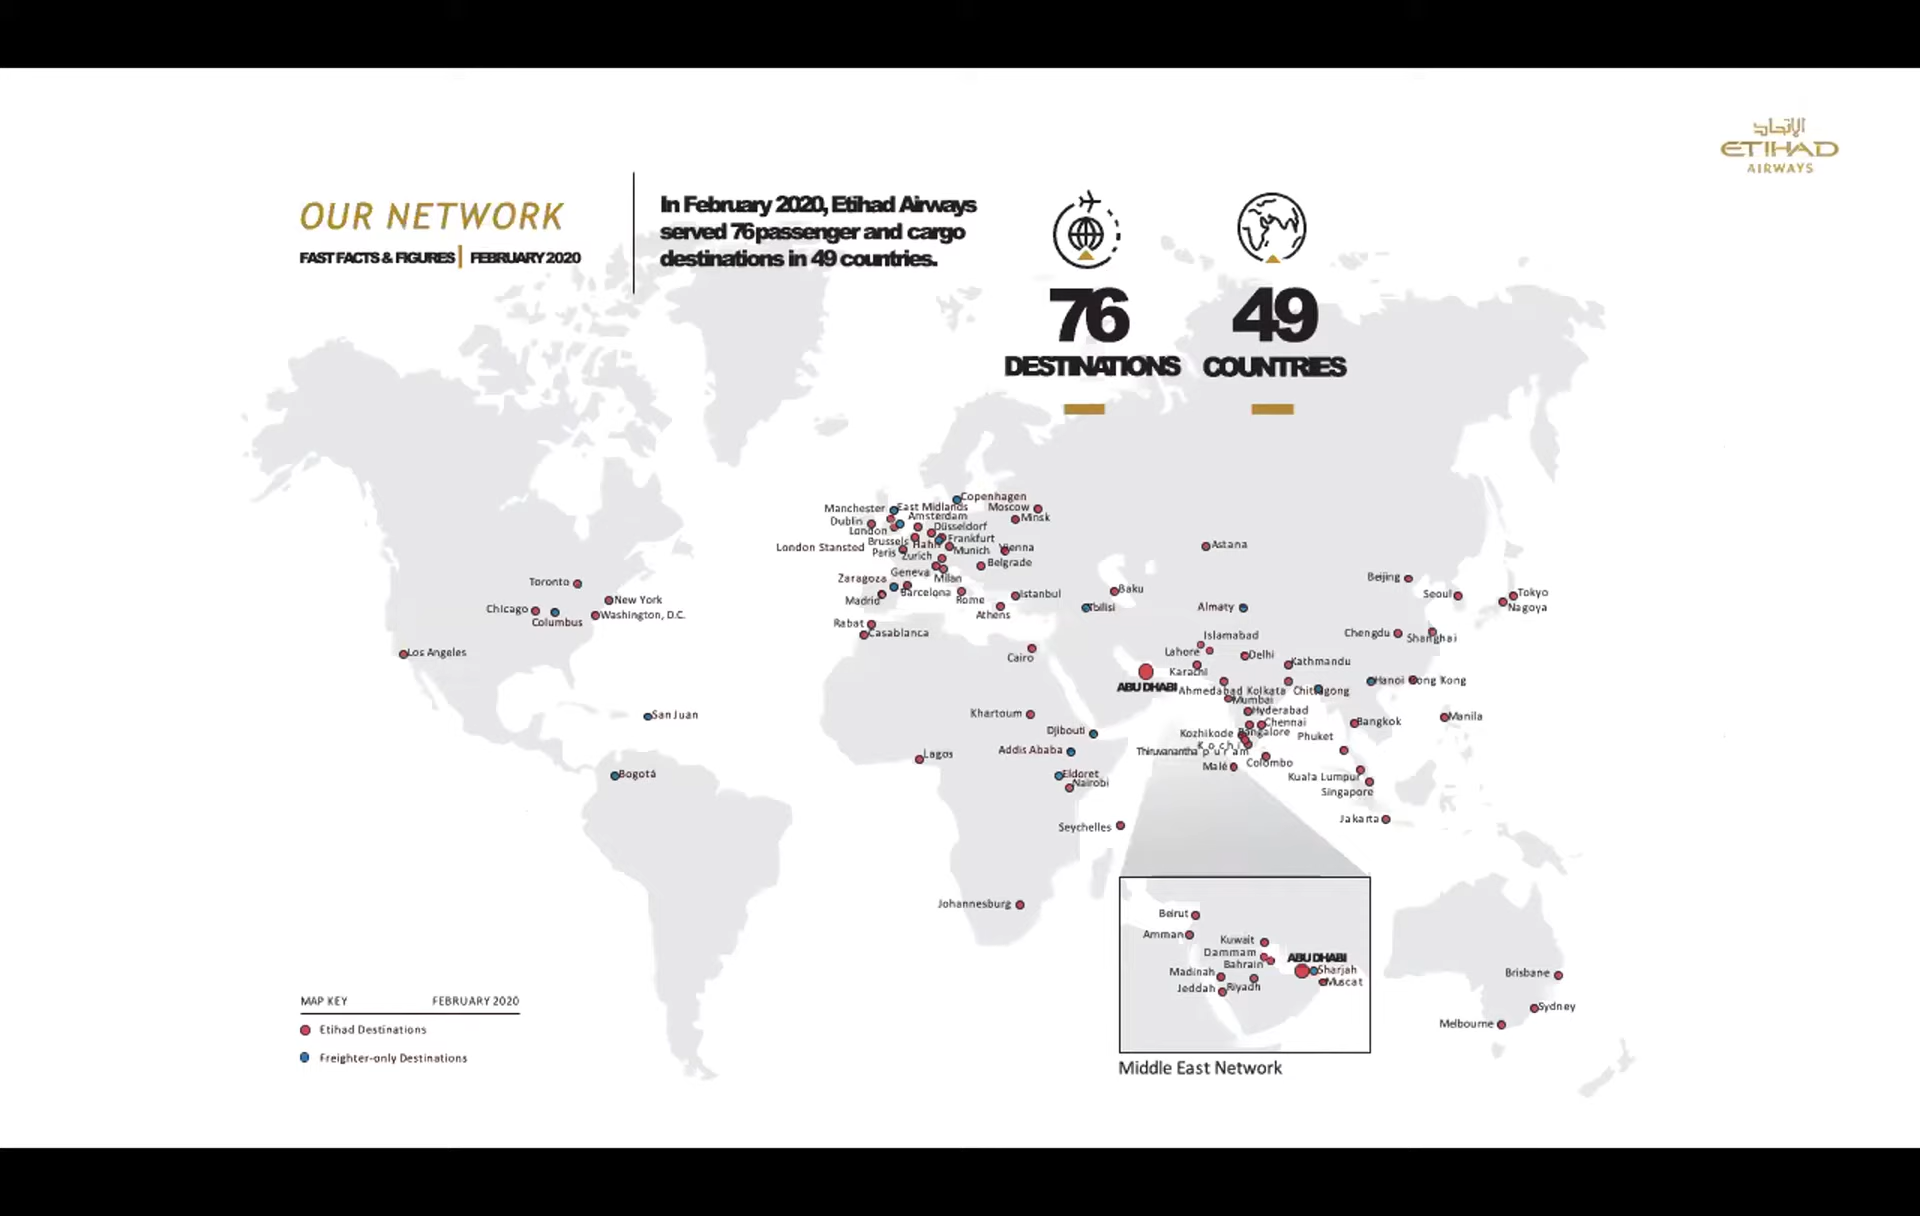 الإتحاد
ETIHAD
AIRWAYS
OUR NETWORK
FAST FACTS & FIGURES | FEBRUARY 2020
In February 2020, Etihad Airways
served 76 passenger and cargo
destinations in 49 countries.
76
DESTINATIONS
49
COUNTRIES
Copenhagen
Manchester
East Midlands
Moscow
Dublin
Amsterdam
Minsk
London
Düsseldorf
Brussels
Hahn
Frankfurt
London Stansted
Paris
Zurich
Munich
Vienna
Astana
Geneva
Belgrade
Zaragoza
Milan
Toronto
Beijing
Madrid
Barcelona
Rome
Istanbul
Baku
Seoul
Tokyo
New York
Chicago
Tbilisi
Almaty
Nagoya
Washington, D.C.
Athens
Columbus
Rabat
Casablanca
Islamabad
Chengdu
Shanghai
Los Angeles
Cairo
Lahore
Delhi
Kathmandu
Karachi
Hanoi
Hong Kong
ABU DHABI
Ahmedabad
Kolkata
Chittagong
Mumbai
San Juan
Khartoum
Hyderabad
Manila
Chennai
Bangkok
Djibouti
Kozhikode
Bangalore
Phuket
Kochi
Addis Ababa
Thiruvananthapuram
Lagos
Malé
Colombo
Bogotá
Eldoret
Nairobi
Kuala Lumpur
Singapore
Jakarta
Seychelles
Johannesburg
Beirut
Amman
Kuwait
Dammam
ABU DHABI
Bahrain
Madinah
Sharjah
Jeddah
Riyadh
Muscat
Brisbane
Sydney
Melbourne
Middle East Network
MAP KEY FEBRUARY 2020
Etihad Destinations
Freighter-only Destinations